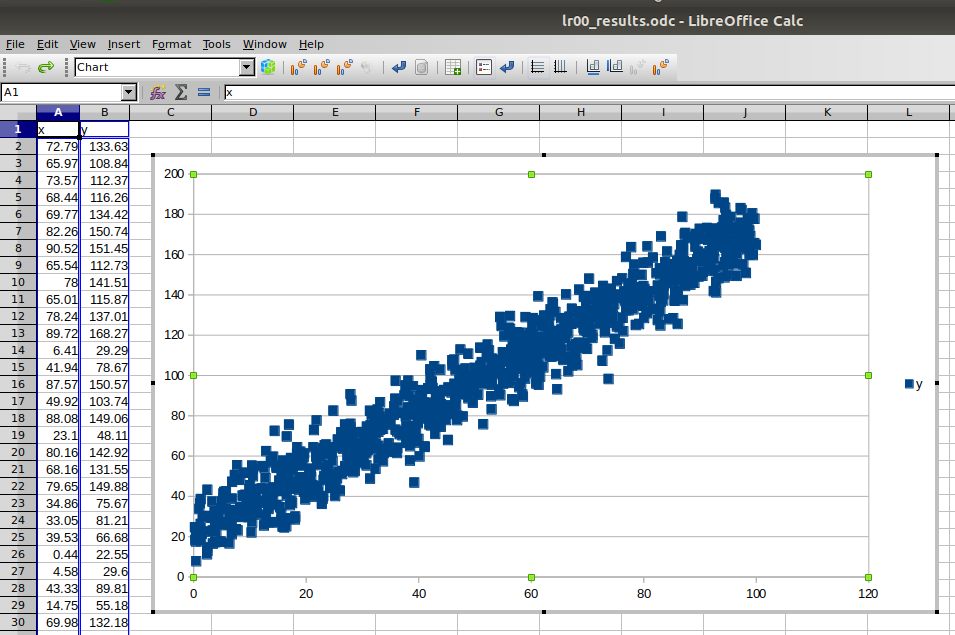 lr00_results.odc - LibreOffice Calc
File Edit View Insert Format Tools Window Help
Chart
A1 x
A B C D E F G H I J K L
1 x y
2 72.79 133.63
3 65.97 108.84
4 73.57 112.37
5 68.44 116.26
6 69.77 134.42
7 82.26 150.74
8 90.52 151.45
9 65.54 112.73
10 78 141.51
11 65.01 115.87
12 78.24 137.01
13 89.72 168.27
14 6.41 29.29
15 41.94 78.67
16 87.57 150.57
17 49.92 103.74
18 88.08 149.06
19 23.1 48.11
20 80.16 142.92
21 68.16 131.55
22 79.65 149.88
23 34.86 75.67
24 33.05 81.21
25 39.53 66.68
26 0.44 22.55
27 4.58 29.6
28 43.33 89.81
29 14.75 55.18
30 69.98 132.18
200
180
160
140
120
100
80
60
40
20
0
0 20 40 60 80 100 120
y